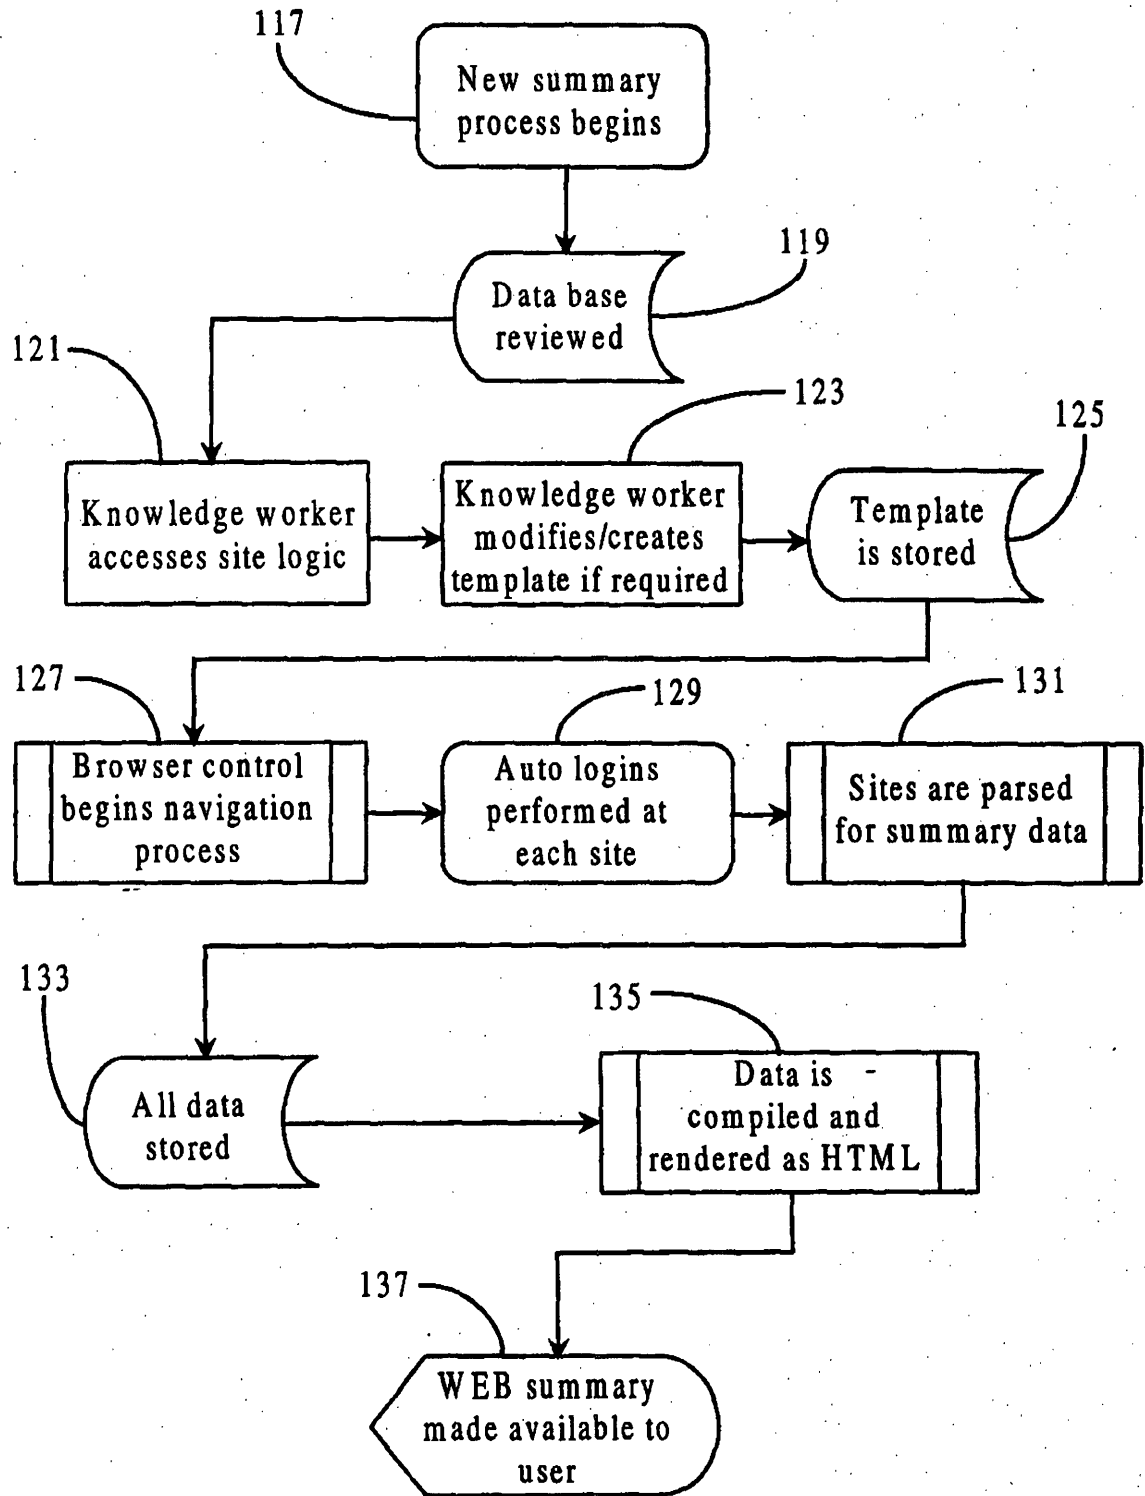 117
New summary
process begins
119
Data base
reviewed
121
123
125
Knowledge worker
accesses site logic
Knowledge worker
modifies/creates
template if required
Template
is stored
127
129
131
Browser control
begins navigation
process
Auto logins
performed at
each site
Sites are parsed
for summary data
133
135
All data
stored
Data is
compiled and
rendered as HTML
137
WEB summary
made available to
user